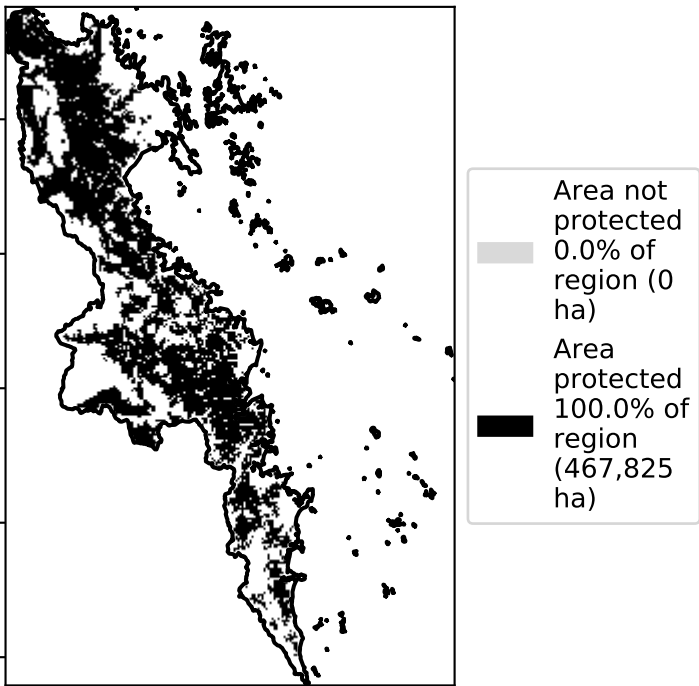 Area not
protected
0.0% of
region (0
ha)
Area
protected
100.0% of
region
(467,825
ha)